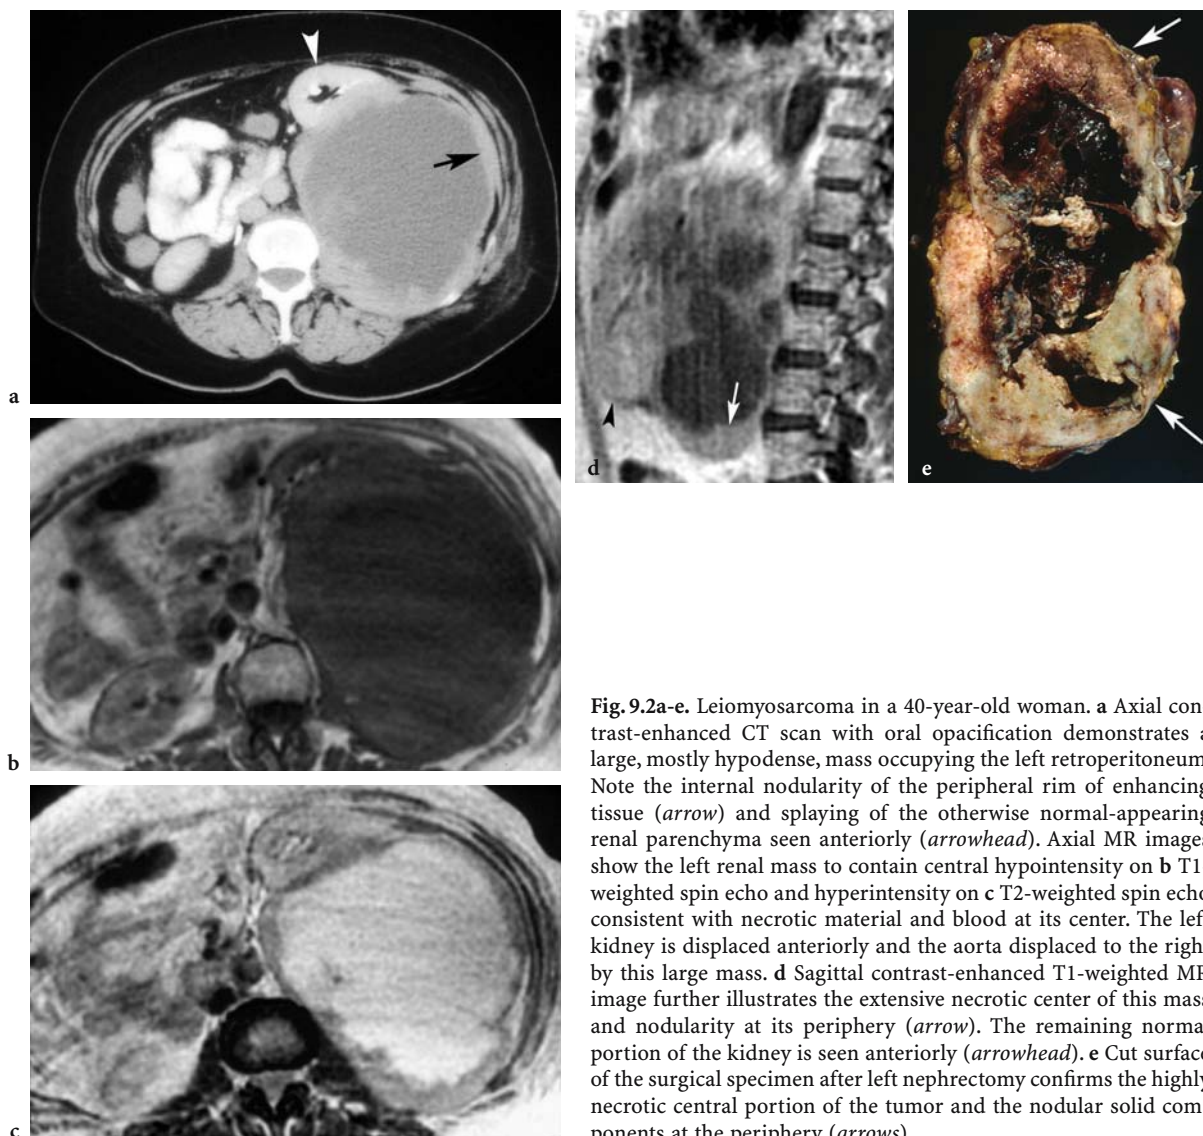 a
d
e
b
c
Fig. 9.2a-e. Leiomyosarcoma in a 40-year-old woman. a Axial con
trast-enhanced CT scan with oral opacification demonstrates a
large, mostly hypodense, mass occupying the left retroperitoneum
Note the internal nodularity of the peripheral rim of enhancing
tissue (arrow) and splaying of the otherwise normal-appearing
renal parenchyma seen anteriorly (arrowhead). Axial MR images
show the left renal mass to contain central hypointensity on b T1
weighted spin echo and hyperintensity on c T2-weighted spin echo
consistent with necrotic material and blood at its center. The lef
kidney is displaced anteriorly and the aorta displaced to the righ
by this large mass. d Sagittal contrast-enhanced T1-weighted MR
image further illustrates the extensive necrotic center of this mass
and nodularity at its periphery (arrow). The remaining norma
portion of the kidney is seen anteriorly (arrowhead). e Cut surface
of the surgical specimen after left nephrectomy confirms the highly
necrotic central portion of the tumor and the nodular solid com
ponents at the periphery (arrows)